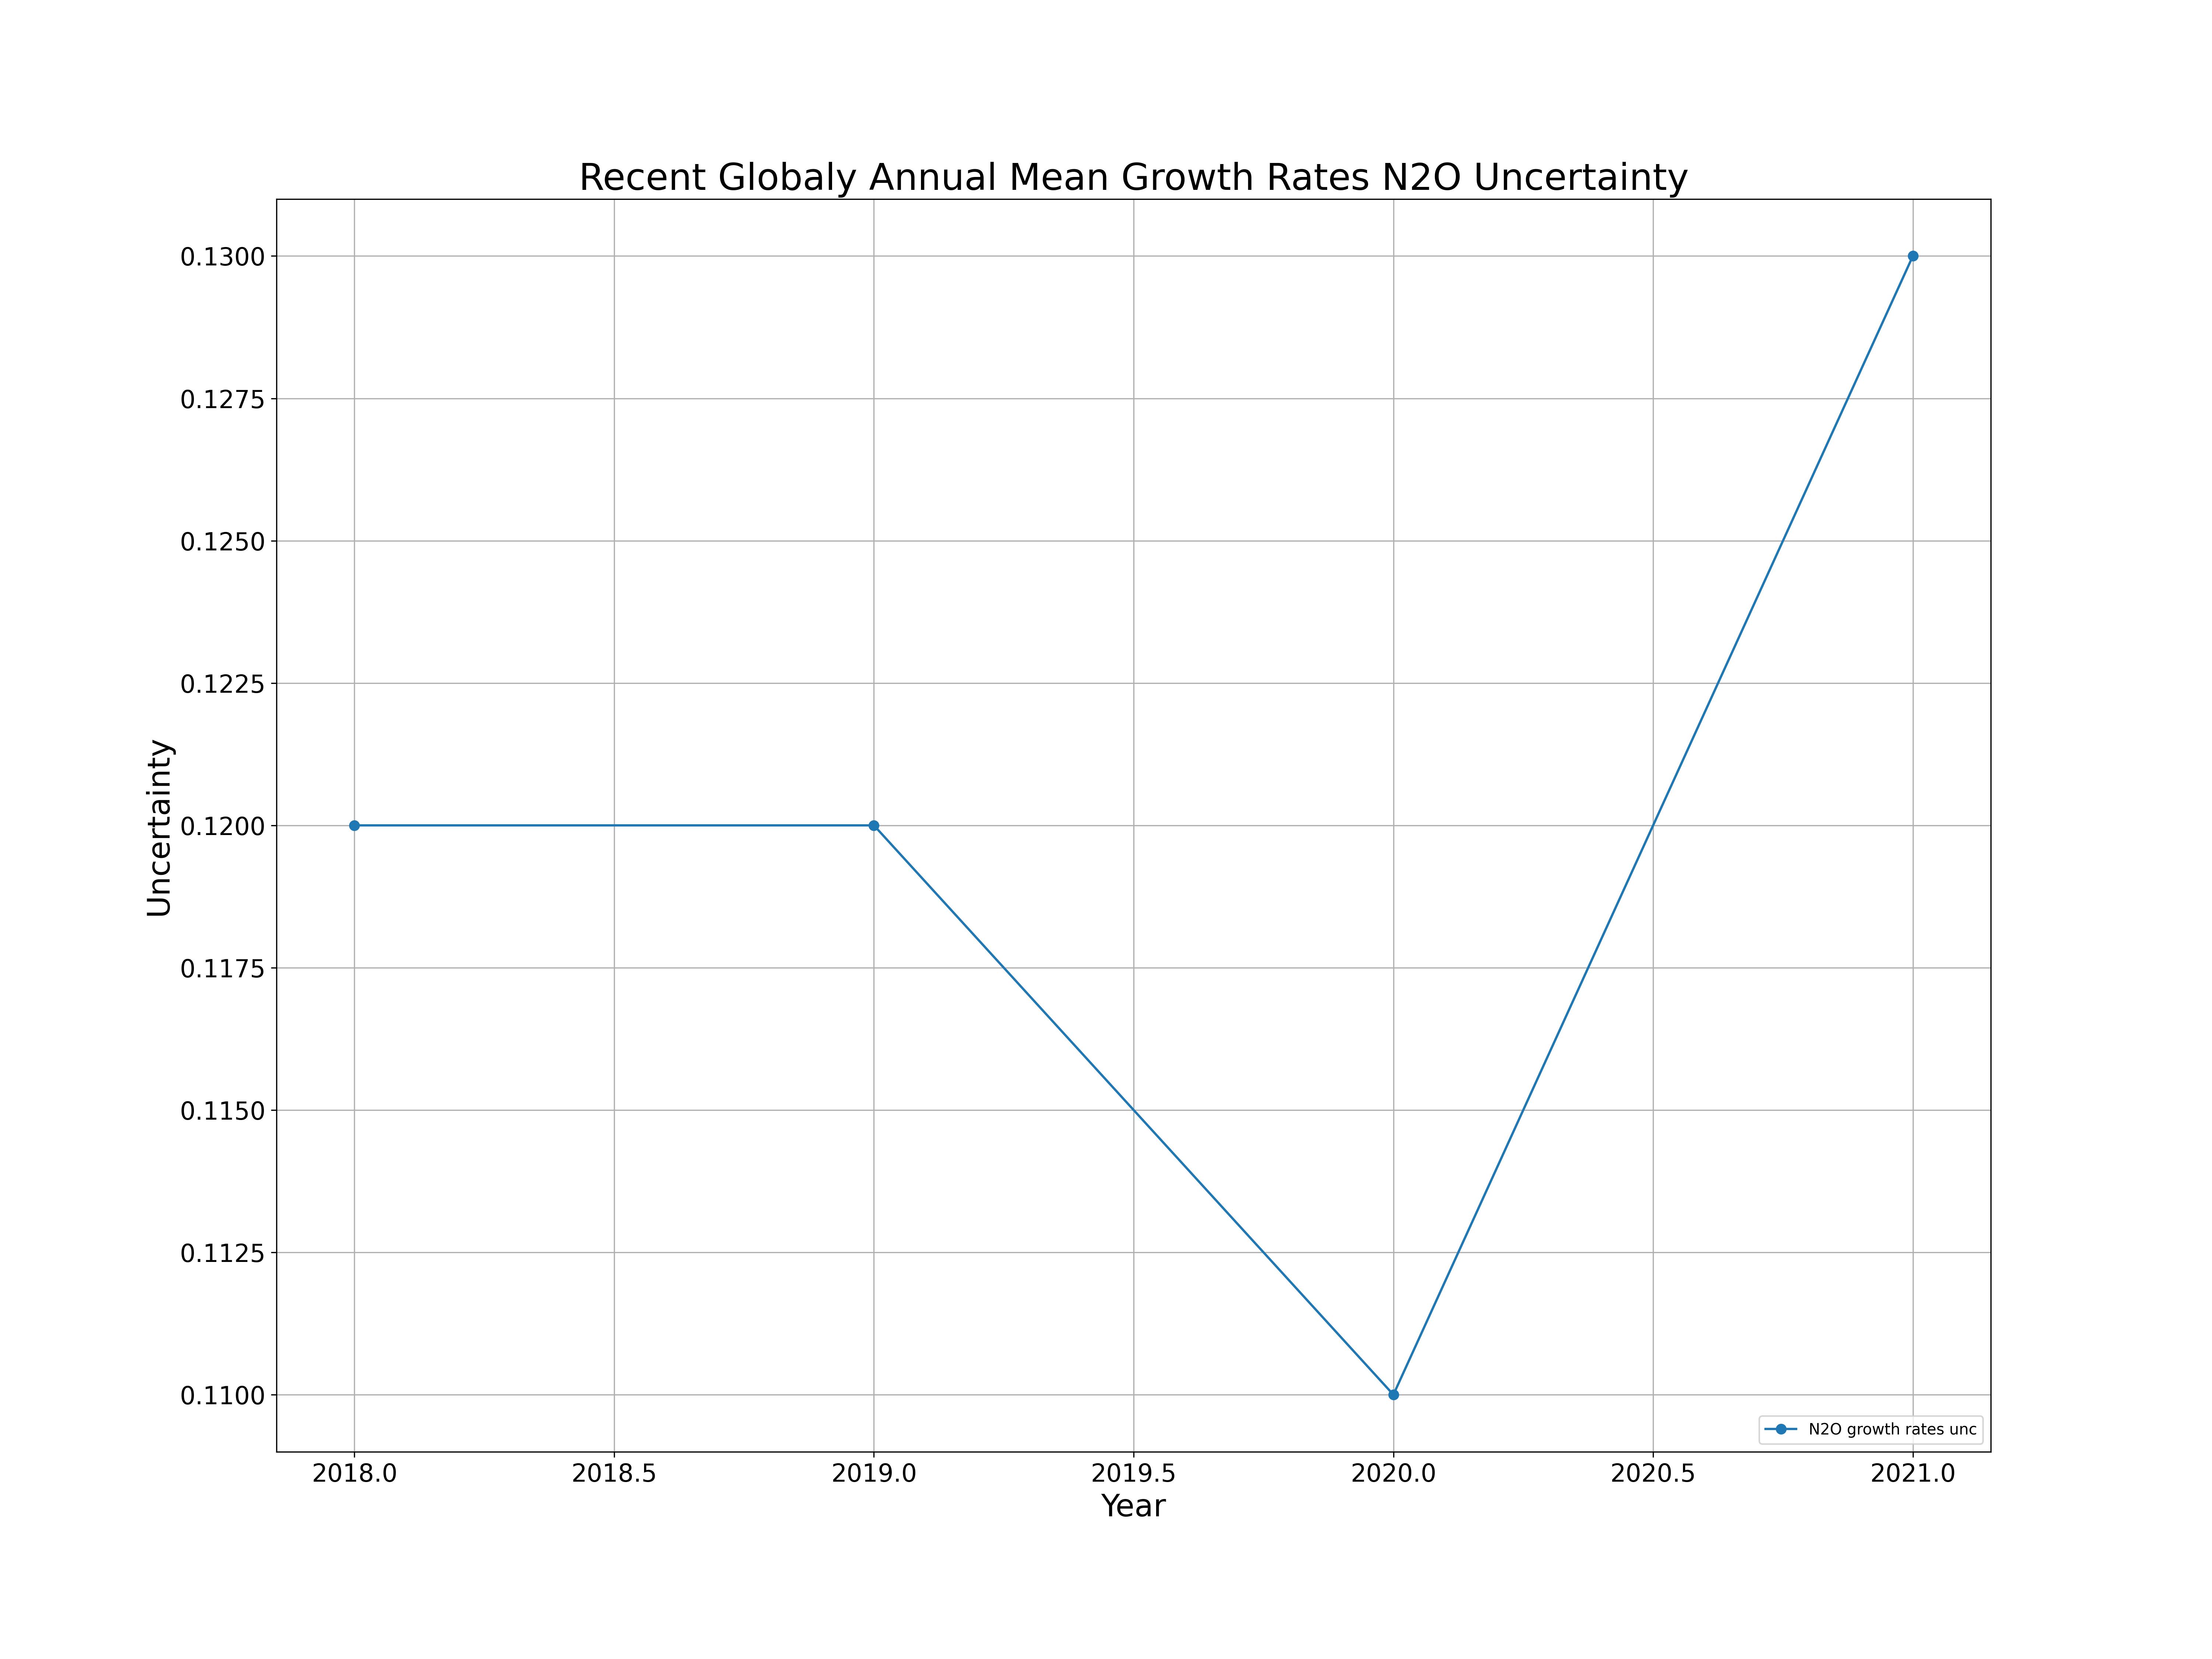 Recent Globaly Annual Mean Growth Rates N2O Uncertainty
0.1300
0.1275
0.1250
0.1225
0.1200
0.1175
0.1150
0.1125
0.1100
Uncertainty
N2O growth rates unc
2018.0 2018.5 2019.0 2019.5 2020.0 2020.5 2021.0
Year